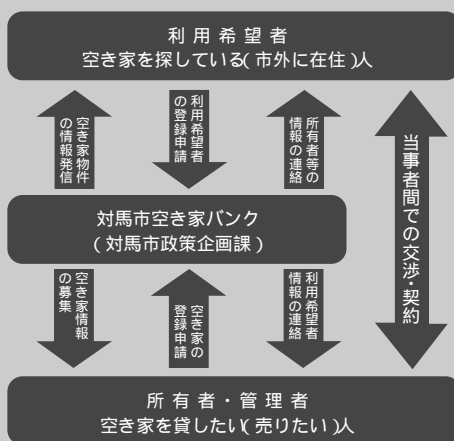 利用希望者
空き家を探している(市外に在住)人
空き家物件
の情報発信
利用希望者
の登録申請
所有者等の
情報の連絡
当事者間での交渉・契約
対馬市空き家バンク
(対馬市政策企画課)
空き家情報
の募集
空き家の
登録申請
利用希望者
情報の連絡
所有者・管理者
空き家を貸したい(売りたい)人